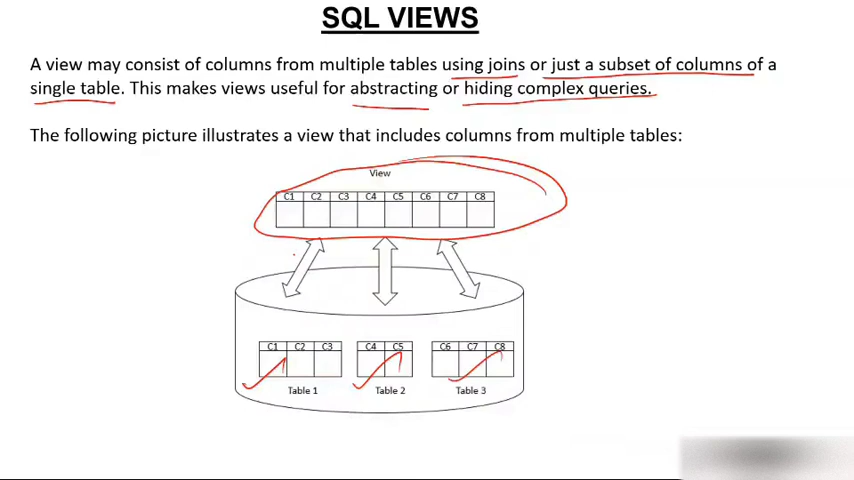 SQL VIEWS
A view may consist of columns from multiple tables using joins or just a subset of columns of a
single table. This makes views useful for abstracting or hiding complex queries.
The following picture illustrates a view that includes columns from multiple tables:
View
C1 C2 C3 C4 C5 C6 C7 C8
C1 C2 C3 C4 C5 C6 C7 C8
Table 1 Table 2 Table 3